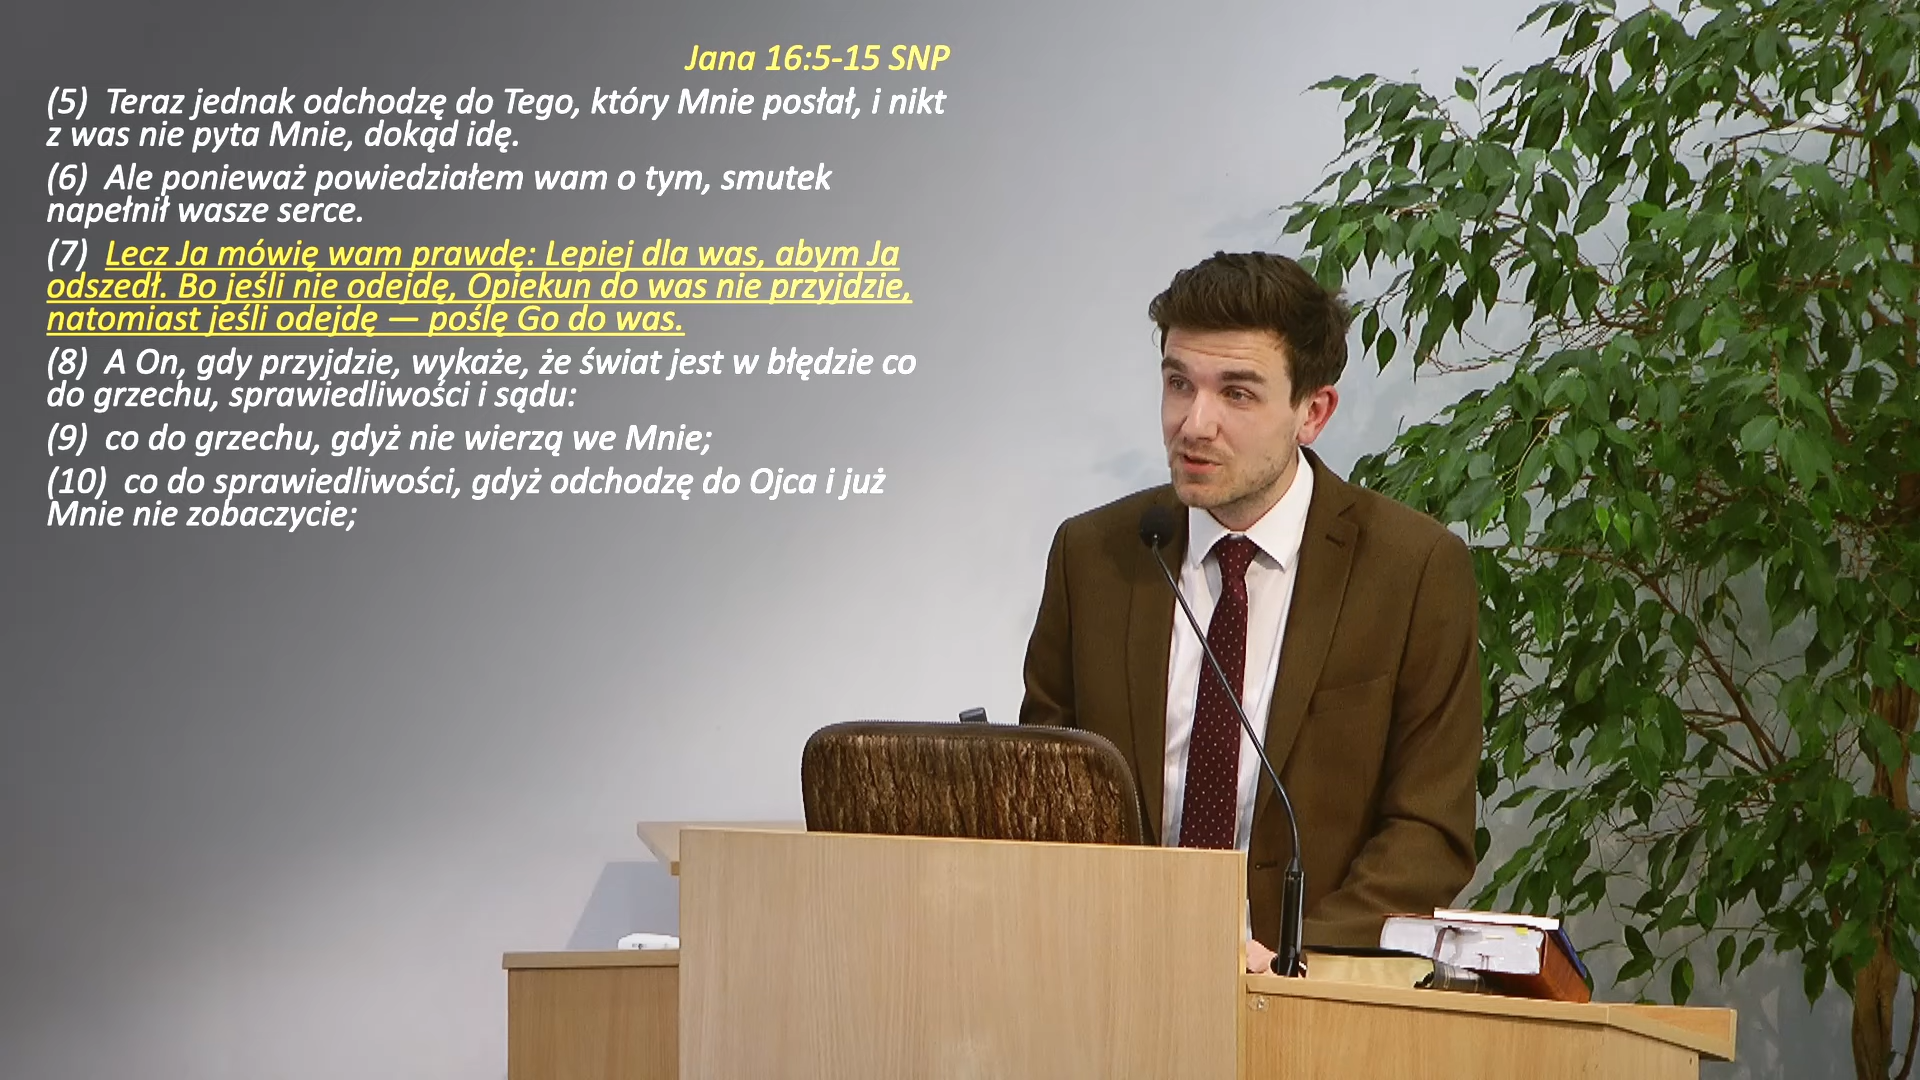 Jana 16:5-15 SNP
(5) Teraz jednak odchodzę do Tego, który Mnie posłał, i nikt
z was nie pyta Mnie, dokąd idę.
(6) Ale ponieważ powiedziałem wam o tym, smutek
napełnił wasze serce.
(7) Lecz Ja mówię wam prawdę: Lepiej dla was, abym Ja
odszedł. Bo jeśli nie odejdę, Opiekun do was nie przyjdzie,
natomiast jeśli odejdę — poślę Go do was.
(8) A On, gdy przyjdzie, wykaże, że świat jest w błędzie co
do grzechu, sprawiedliwości i sądu:
(9) co do grzechu, gdyż nie wierzą we Mnie;
(10) co do sprawiedliwości, gdyż odchodzę do Ojca i już
Mnie nie zobaczycie;